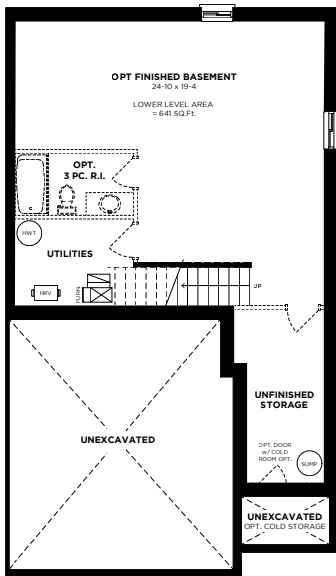 OPT FINISHED BASEMENT
24-10 x 19-4
LOWER LEVEL AREA
= 641 SQ.Ft.
OPT.
3 PC. R.I.
HWT
UTILITIES
HRV
FURN.
UP
UNFINISHED
STORAGE
UNEXCAVATED
OPT. DOOR
w/ COLD
ROOM OPT.
SUMP
UNEXCAVATED
OPT. COLD STORAGE